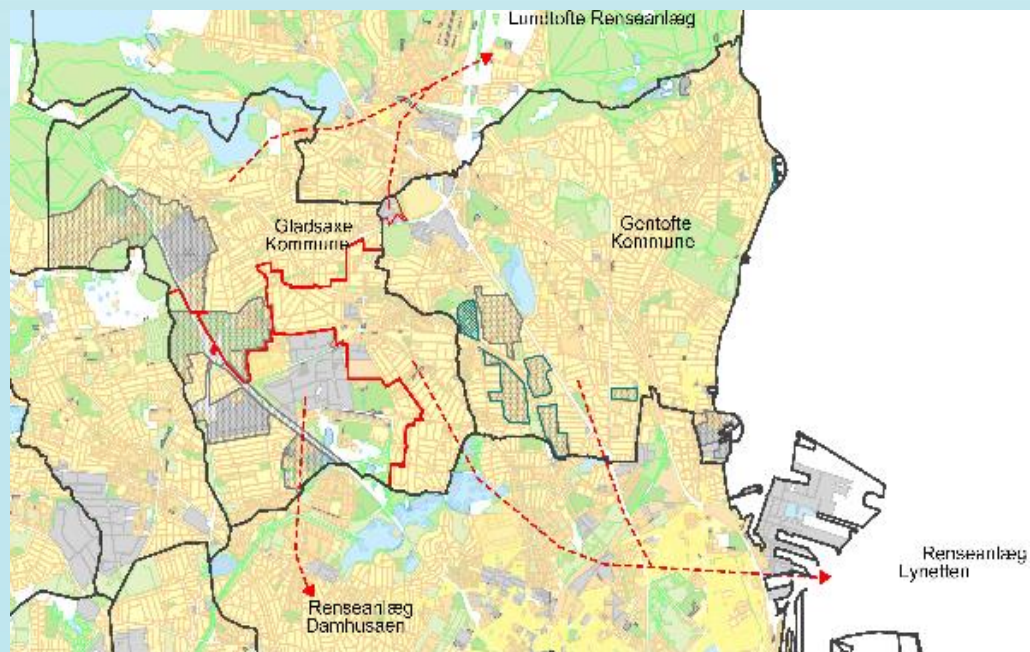 Lundtofte Renseanlæg
Gladsaxe
Kommune
Gentofte
Kommune
Renseanlæg
Lynetten
Renseanlæg
Damhusåen